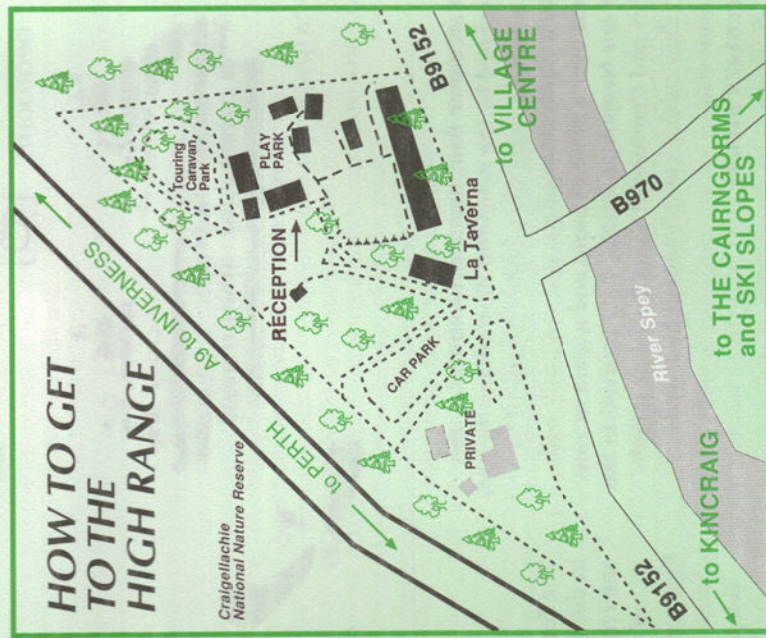 HOW TO GET
TO THE
HIGH RANGE
Craigellachie
National Nature Reserve
A9 to INVERNESS
to PERTH
Touring
Caravan
Park
PLAY
PARK
RECEPTION
La Taverna
CAR PARK
PRIVATE
B9152
to VILLAGE
CENTRE
B970
River Spey
to THE CAIRNGORMS
and SKI SLOPES
B9152
to KINCRAIG